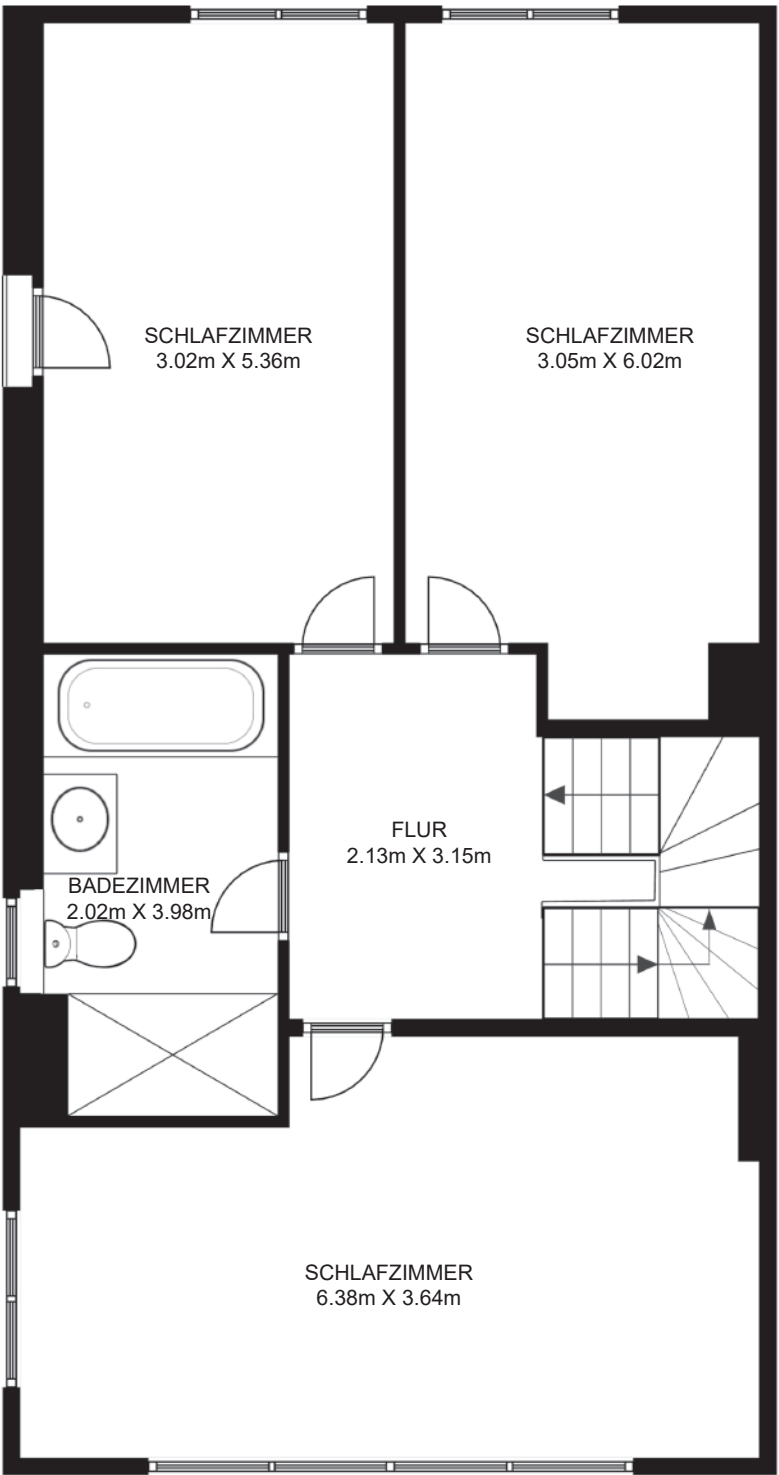 SCHLAFZIMMER
3.02m X 5.36m
SCHLAFZIMMER
3.05m X 6.02m
FLUR
2.13m X 3.15m
BADEZIMMER
2.02m X 3.98m
SCHLAFZIMMER
6.38m X 3.64m